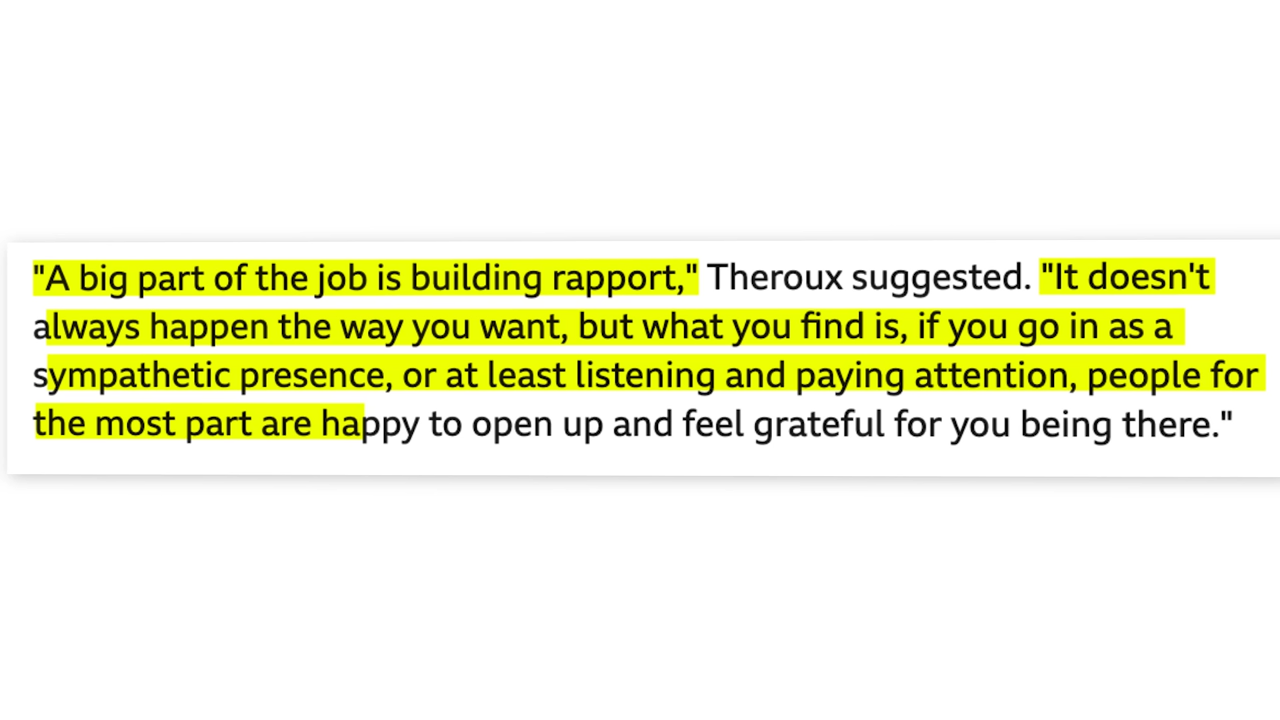 "A big part of the job is building rapport," Theroux suggested. "It doesn't
always happen the way you want, but what you find is, if you go in as a
sympathetic presence, or at least listening and paying attention, people for
the most part are happy to open up and feel grateful for you being there."